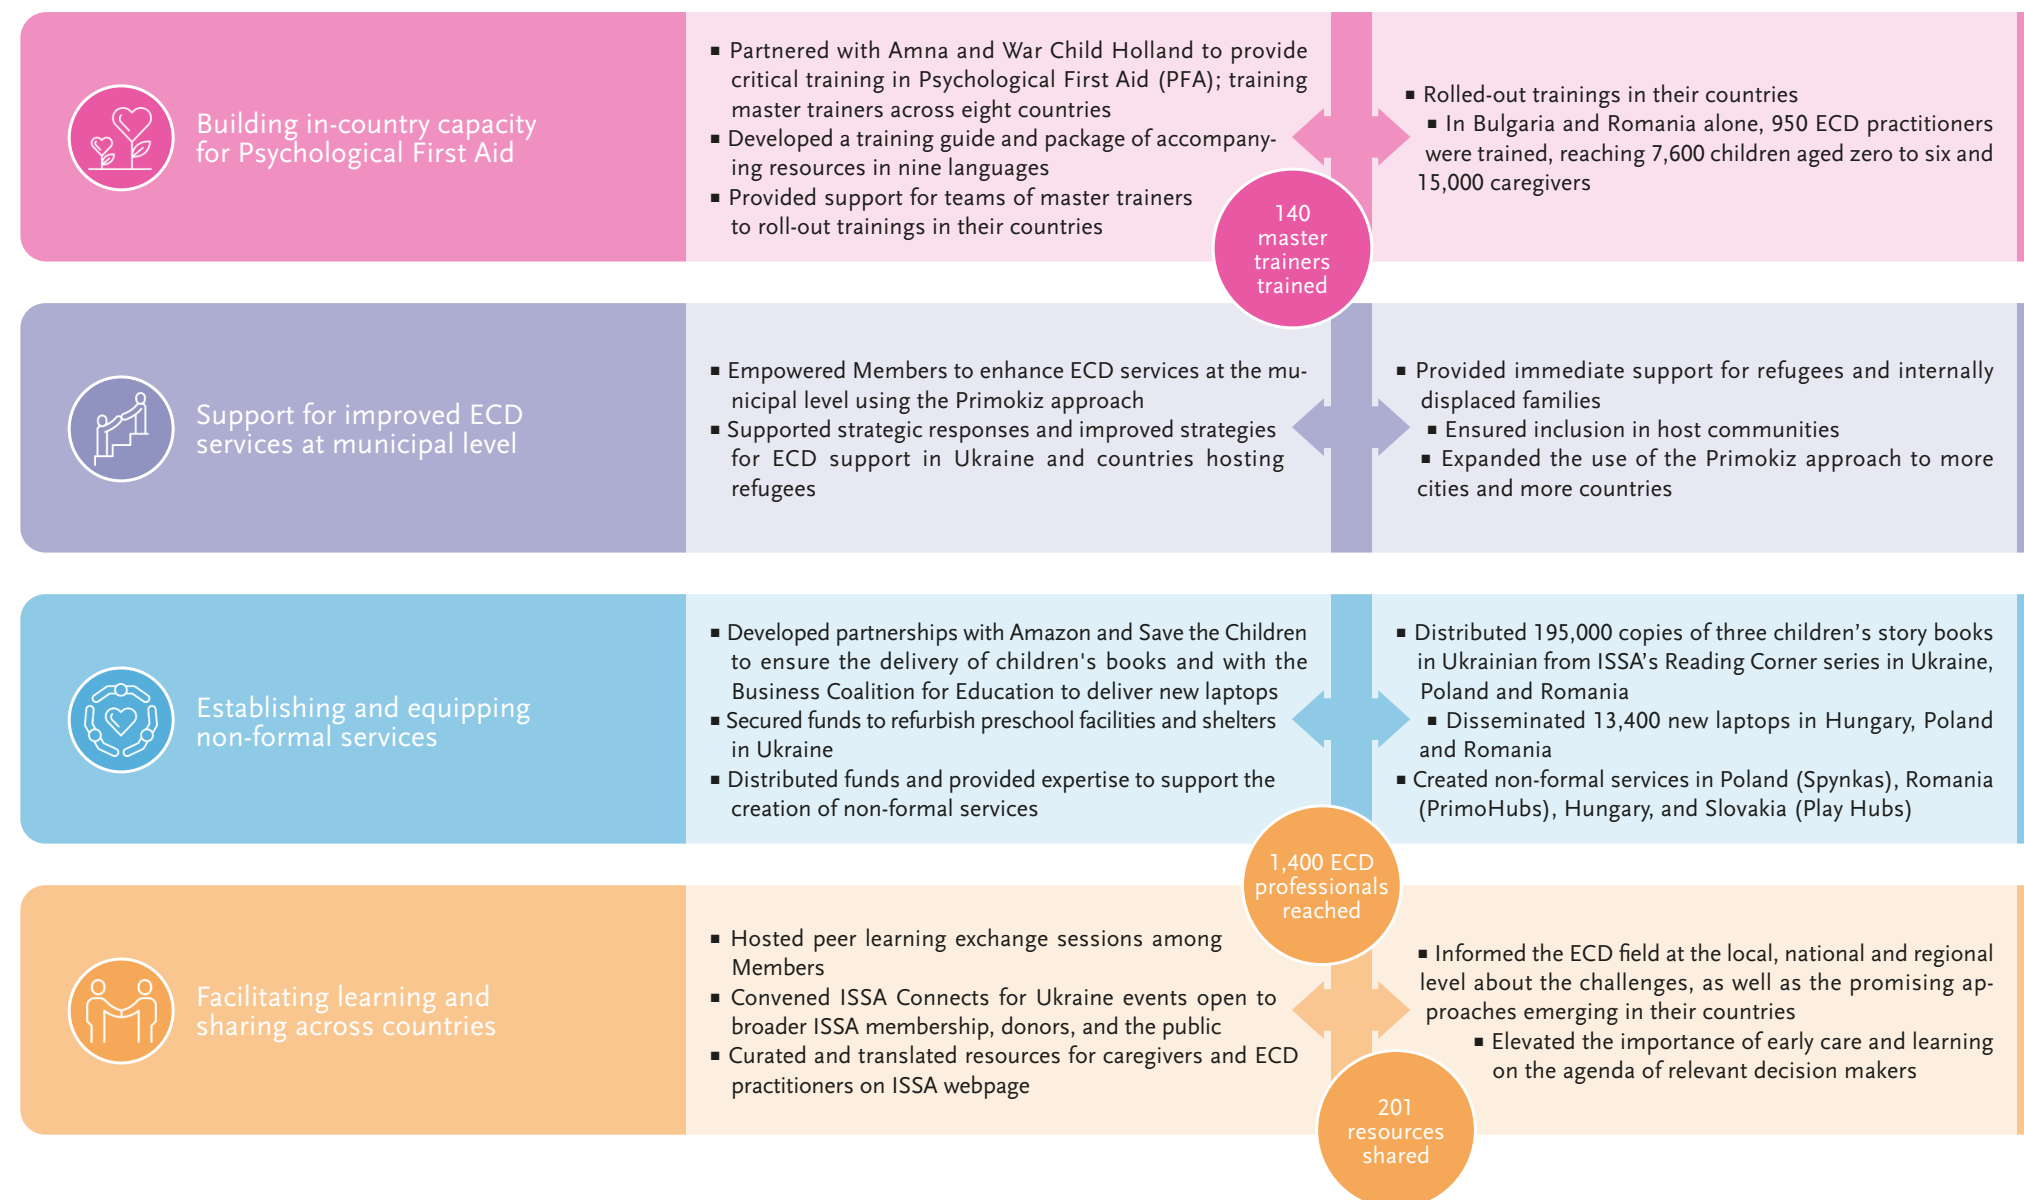 Building in-country capacity
for Psychological First Aid
▪ Partnered with Amna and War Child Holland to provide
critical training in Psychological First Aid (PFA); training
master trainers across eight countries
▪ Developed a training guide and package of accompany-
ing resources in nine languages
▪ Provided support for teams of master trainers
to roll-out trainings in their countries
140
master
trainers
trained
▪ Rolled-out trainings in their countries
▪ In Bulgaria and Romania alone, 950 ECD practitioners
were trained, reaching 7,600 children aged zero to six and
15,000 caregivers
Support for improved ECD
services at municipal level
▪ Empowered Members to enhance ECD services at the mu-
nicipal level using the Primokiz approach
▪ Supported strategic responses and improved strategies
for ECD support in Ukraine and countries hosting
refugees
▪ Provided immediate support for refugees and internally
displaced families
▪ Ensured inclusion in host communities
▪ Expanded the use of the Primokiz approach to more
cities and more countries
Establishing and equipping
non-formal services
▪ Developed partnerships with Amazon and Save the Children
to ensure the delivery of children's books and with the
Business Coalition for Education to deliver new laptops
▪ Secured funds to refurbish preschool facilities and shelters
in Ukraine
▪ Distributed funds and provided expertise to support the
creation of non-formal services
▪ Distributed 195,000 copies of three children’s story books
in Ukrainian from ISSA’s Reading Corner series in Ukraine,
Poland and Romania
▪ Disseminated 13,400 new laptops in Hungary, Poland
and Romania
▪ Created non-formal services in Poland (Spynkas), Romania
(PrimoHubs), Hungary, and Slovakia (Play Hubs)
1,400 ECD
professionals
reached
Facilitating learning and
sharing across countries
▪ Hosted peer learning exchange sessions among
Members
▪ Convened ISSA Connects for Ukraine events open to
broader ISSA membership, donors, and the public
▪ Curated and translated resources for caregivers and ECD
practitioners on ISSA webpage
▪ Informed the ECD field at the local, national and regional
level about the challenges, as well as the promising ap-
proaches emerging in their countries
▪ Elevated the importance of early care and learning
on the agenda of relevant decision makers
201
resources
shared